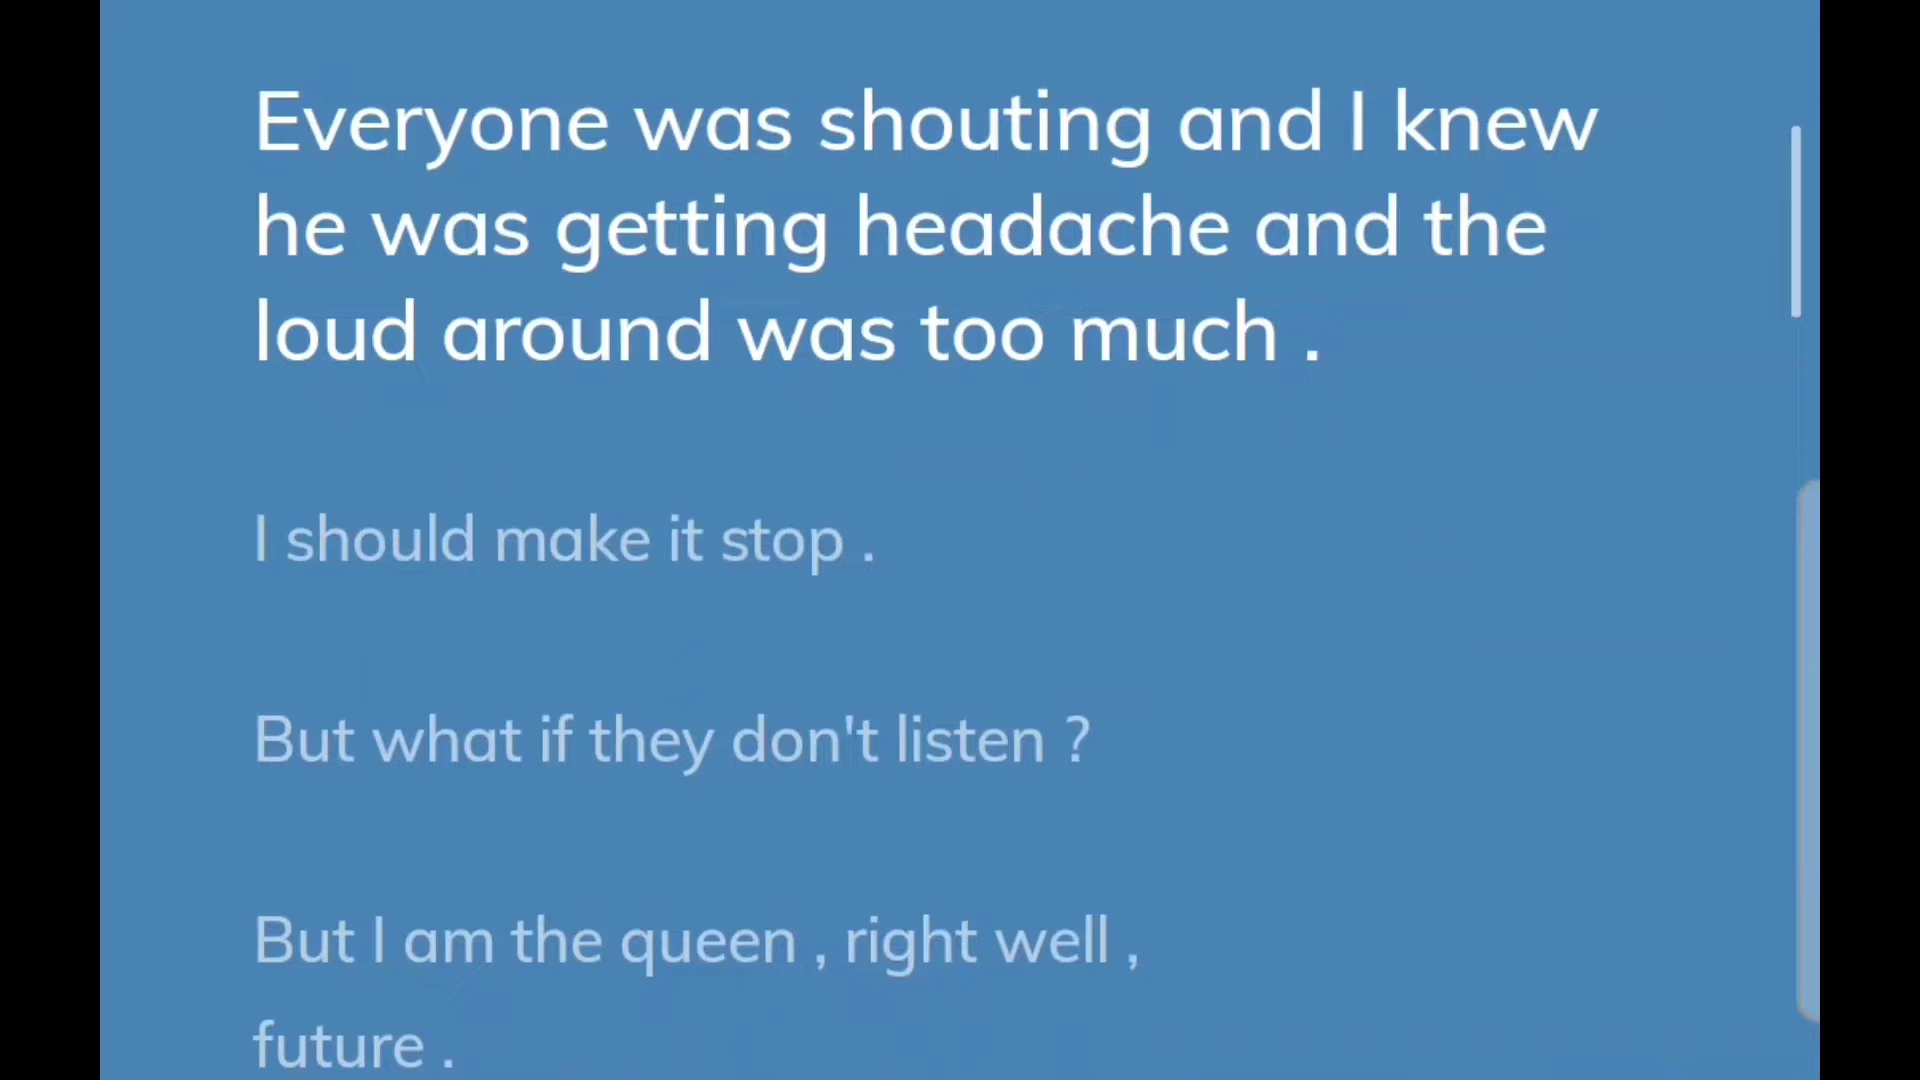 Everyone was shouting and I knew
he was getting headache and the
loud around was too much .
I should make it stop .
But what if they don't listen ?
But I am the queen , right well ,
future .